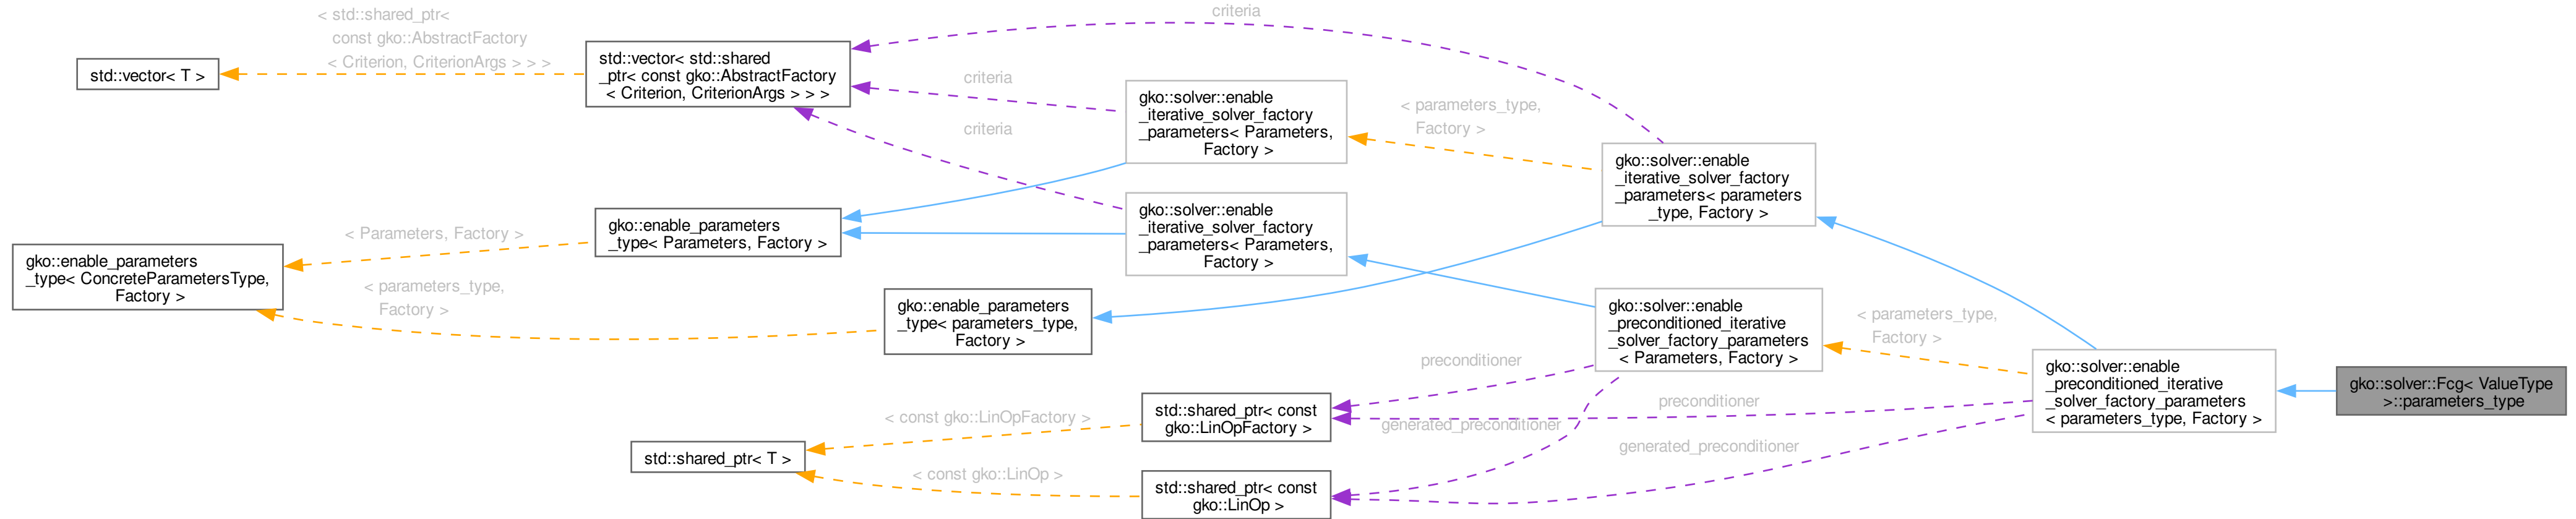 criteria
< std::shared_ptr<
const gko::AbstractFactory
< Criterion, CriterionArgs > > >
std::vector< T >
std::vector< std::shared
_ptr< const gko::AbstractFactory
< Criterion, CriterionArgs > > >
criteria
criteria
gko::solver::enable
_iterative_solver_factory
_parameters< Parameters,
Factory >
< parameters_type,
Factory >
gko::solver::enable
_iterative_solver_factory
_parameters< parameters
_type, Factory >
gko::enable_parameters
_type< ConcreteParametersType,
Factory >
< Parameters, Factory >
gko::enable_parameters
_type< Parameters, Factory >
gko::solver::enable
_iterative_solver_factory
_parameters< Parameters,
Factory >
< parameters_type,
Factory >
gko::enable_parameters
_type< parameters_type,
Factory >
gko::solver::enable
_preconditioned_iterative
_solver_factory_parameters
< Parameters, Factory >
< parameters_type,
Factory >
gko::solver::enable
_preconditioned_iterative
_solver_factory_parameters
< parameters_type, Factory >
gko::solver::Fcg< ValueType
>::parameters_type
preconditioner
preconditioner
generated_preconditioner
generated_preconditioner
std::shared_ptr< const
gko::LinOpFactory >
< const gko::LinOpFactory >
std::shared_ptr< T >
< const gko::LinOp >
std::shared_ptr< const
gko::LinOp >